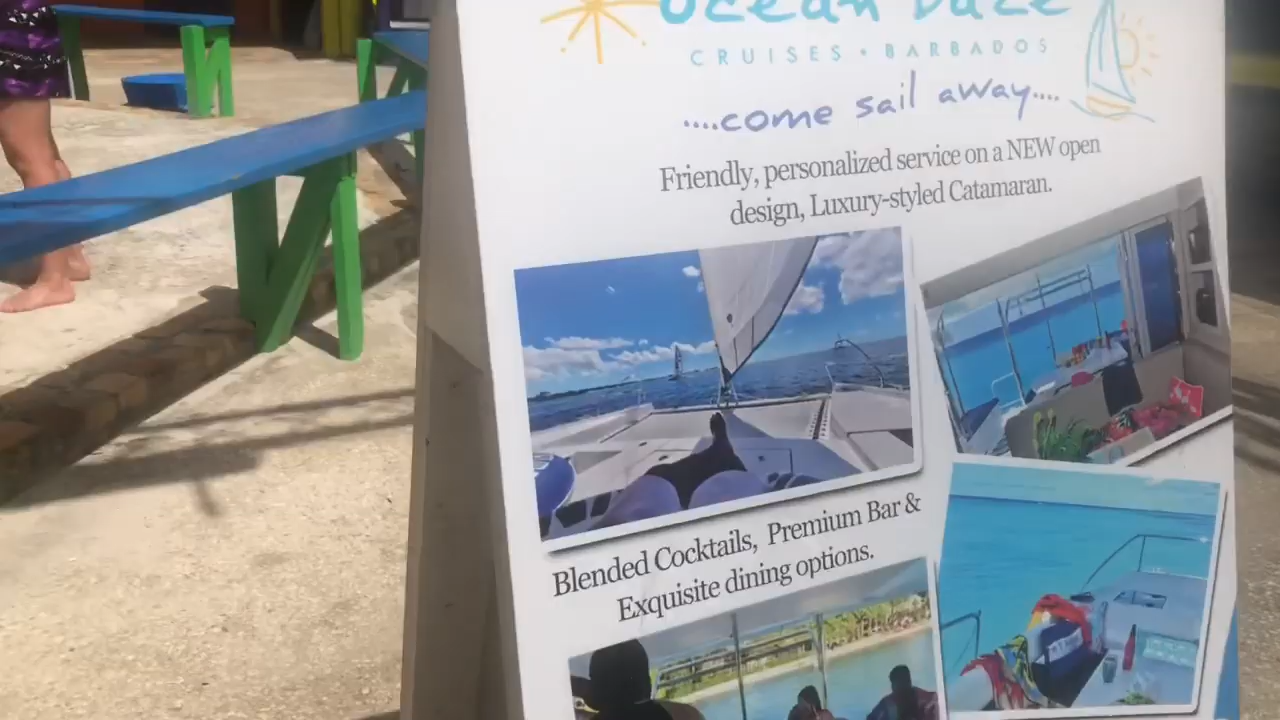 ocean daze
CRUISES • BARBADOS
....come sail away....
Friendly, personalized service on a NEW open
design, Luxury-styled Catamaran.
Blended Cocktails, Premium Bar &
Exquisite dining options.